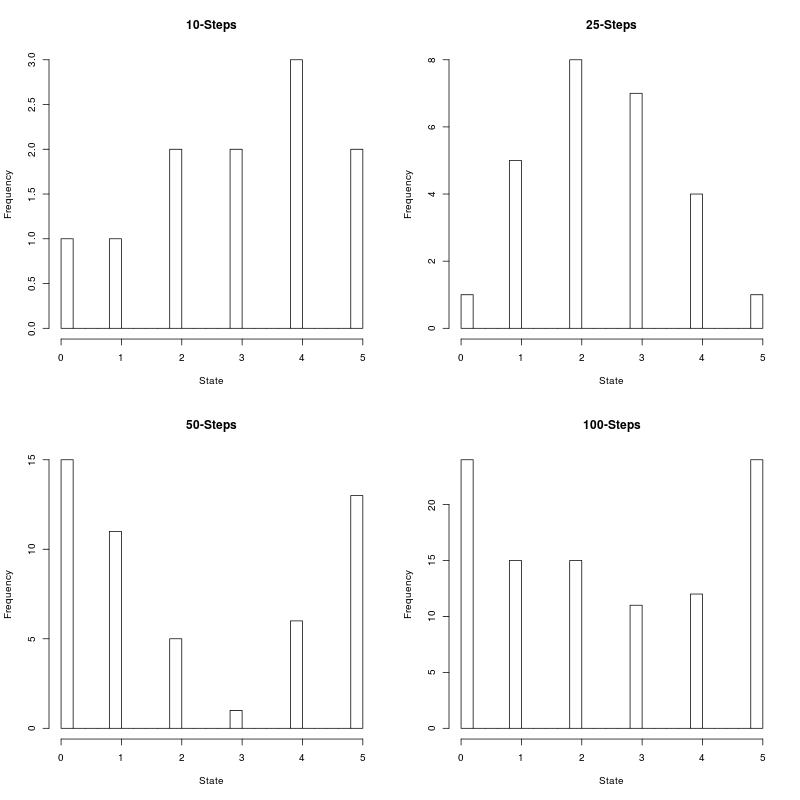 10-Steps
Frequency
0.0 0.5 1.0 1.5 2.0 2.5 3.0
0 1 2 3 4 5
State
25-Steps
Frequency
0 2 4 6 8
0 1 2 3 4 5
State
50-Steps
Frequency
0 5 10 15
0 1 2 3 4 5
State
100-Steps
Frequency
0 5 10 15 20
0 1 2 3 4 5
State